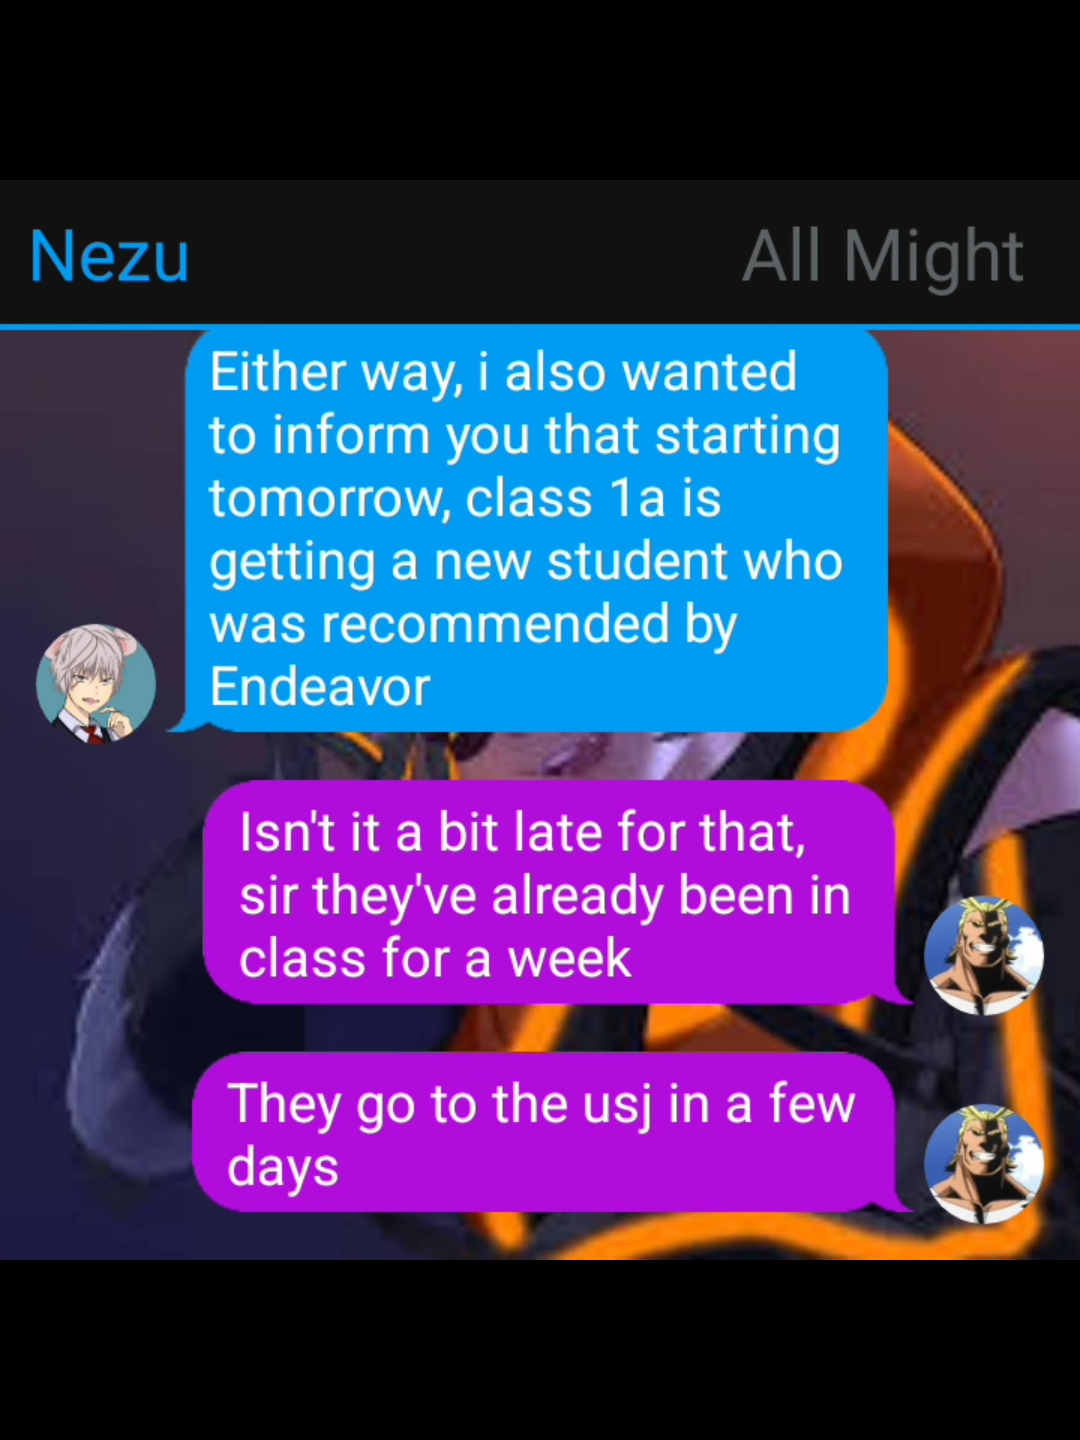 Nezu
All Might
Either way, i also wanted
to inform you that starting
tomorrow, class 1a is
getting a new student who
was recommended by
Endeavor
Isn't it a bit late for that,
sir they've already been in
class for a week
They go to the usj in a few
days